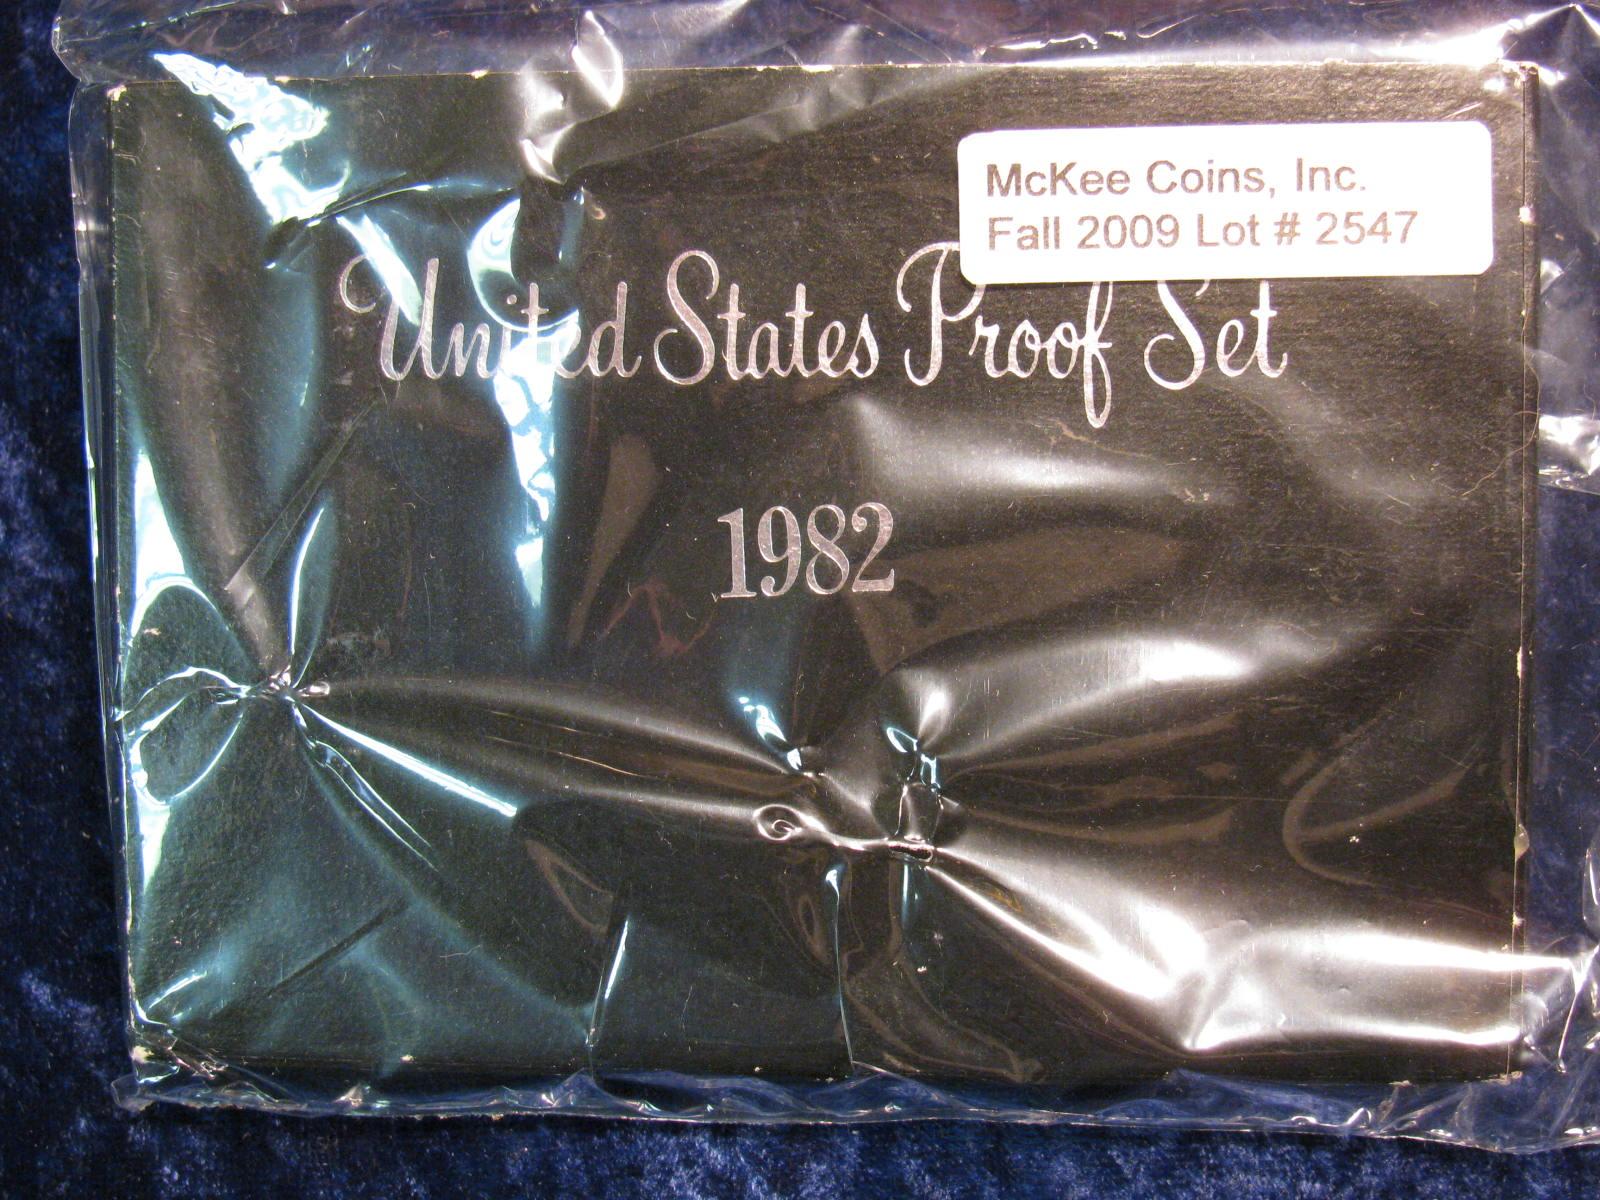 McKee Coins, Inc.
Fall 2009 Lot # 2547
United States Proof Set
1982